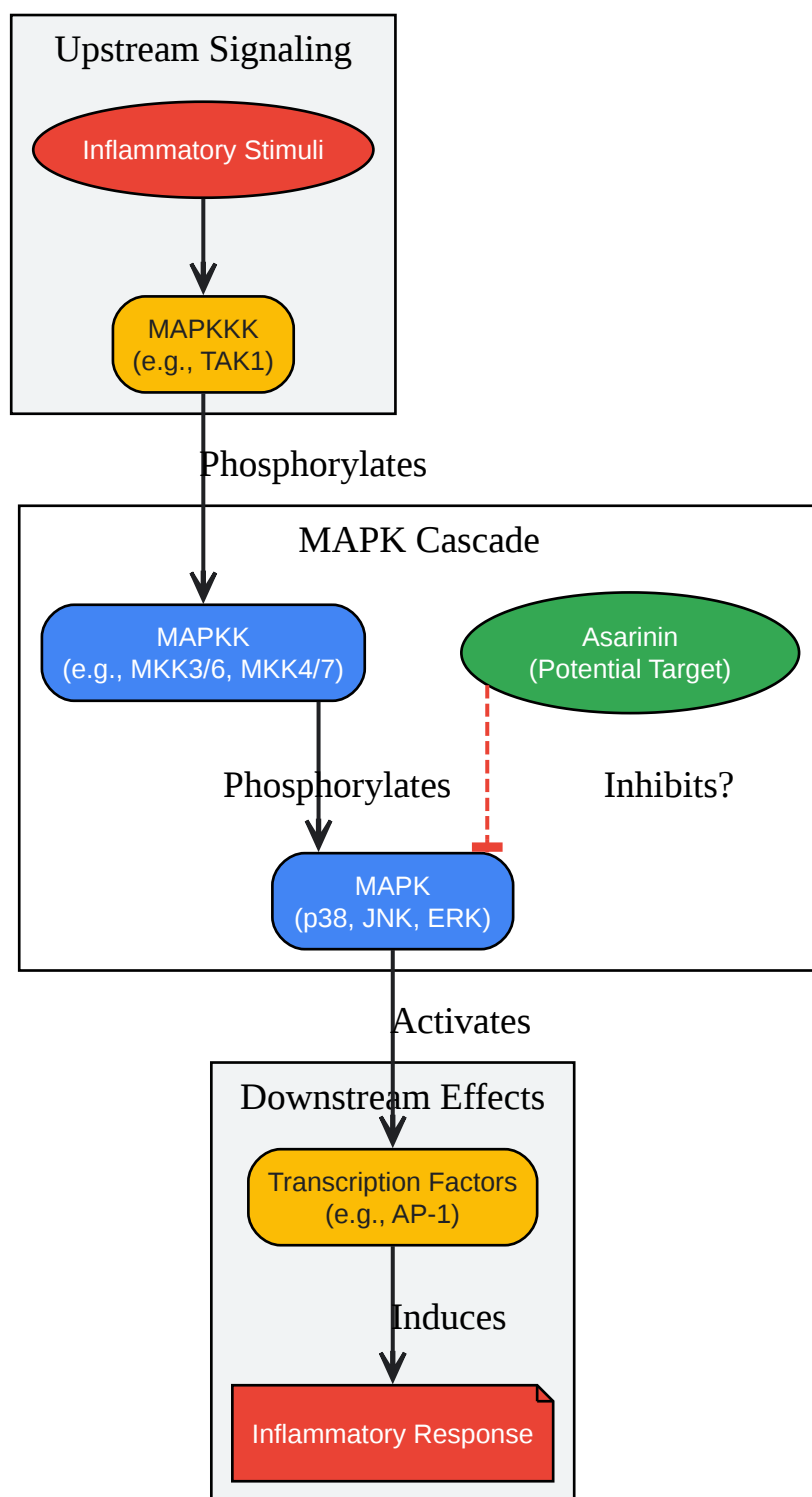 Upstream Signaling
Inflammatory Stimuli
MAPKKK
(e.g., TAK1)
Phosphorylates
MAPK Cascade
MAPKK
(e.g., MKK3/6, MKK4/7)
Asarinin
(Potential Target)
Phosphorylates
Inhibits?
MAPK
(p38, JNK, ERK)
Activates
Downstream Effects
Transcription Factors
(e.g., AP-1)
Induces
Inflammatory Response